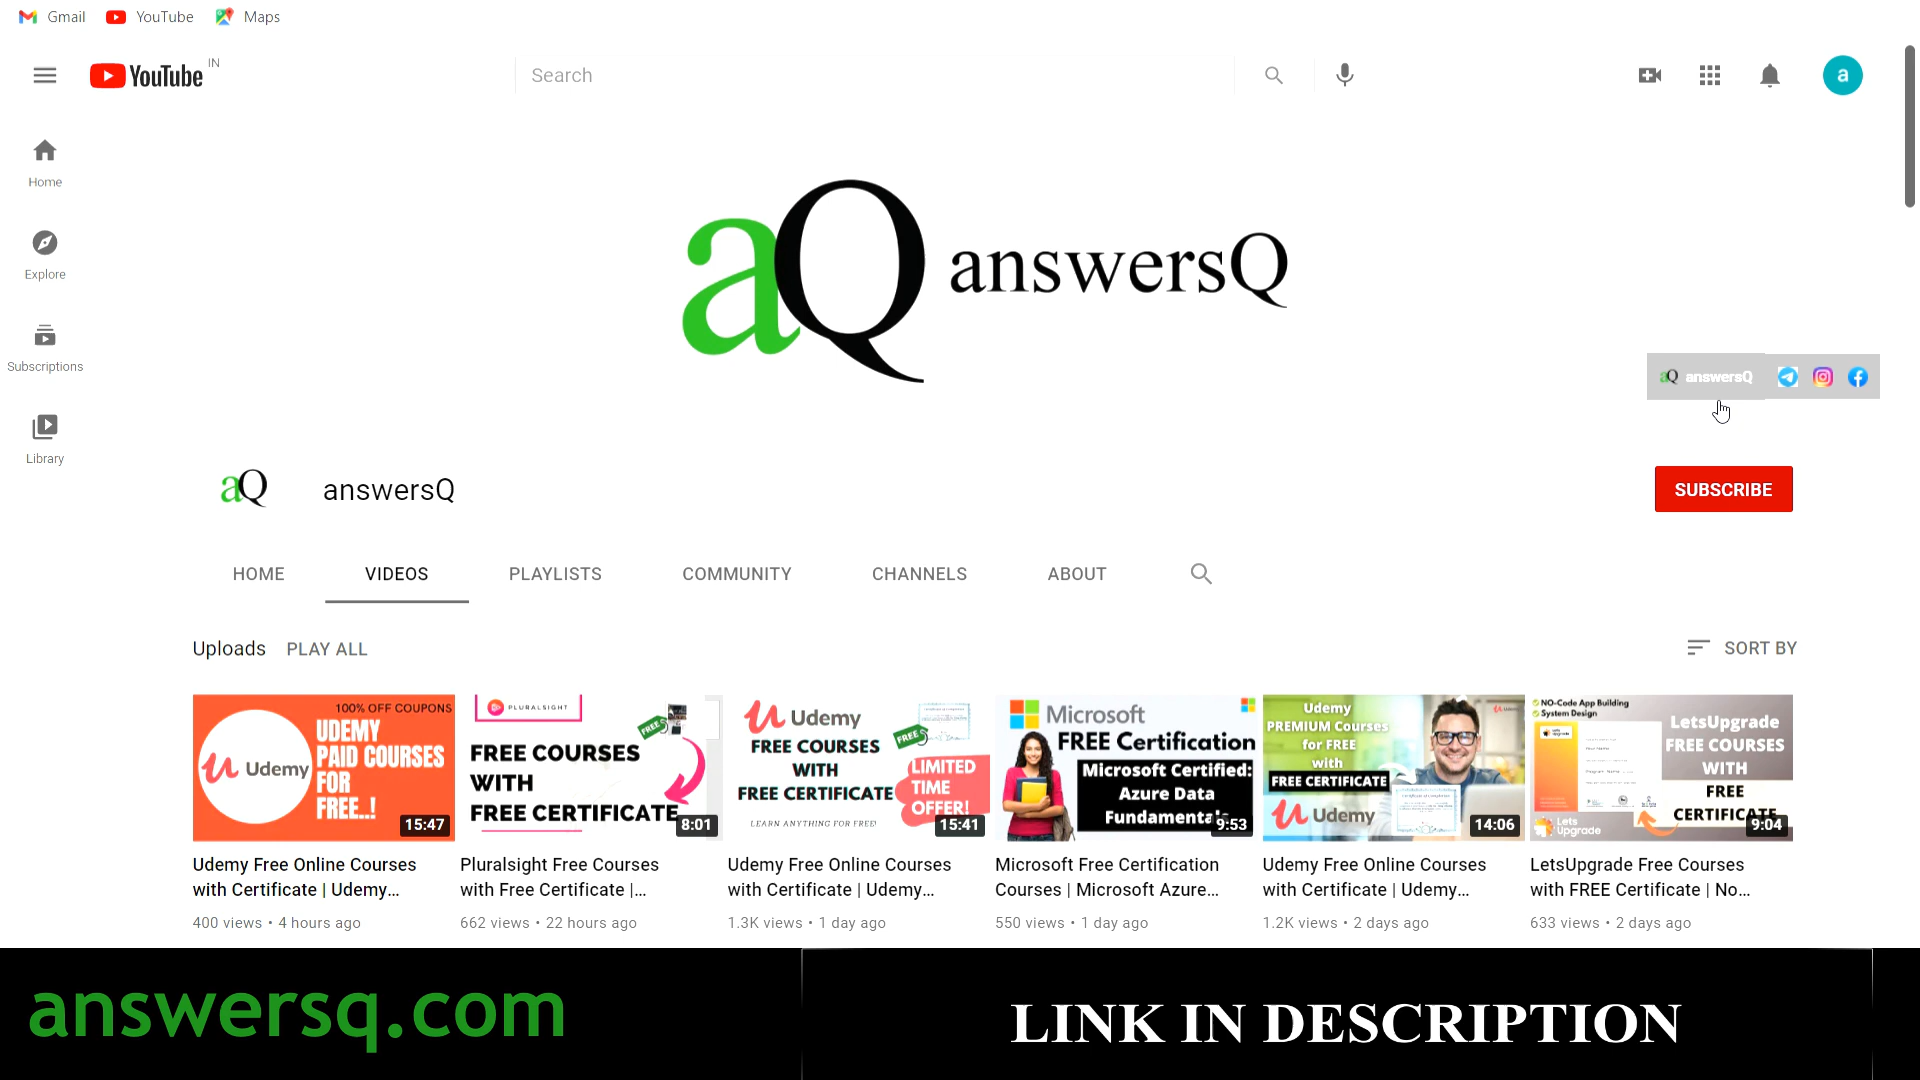 Gmail YouTube Maps
YouTube IN
Search
a
Home
Explore
Subscriptions
Library
aQ answersQ
aQ answersQ
aQ answersQ
SUBSCRIBE
HOME VIDEOS PLAYLISTS COMMUNITY CHANNELS ABOUT
Uploads PLAY ALL
SORT BY
100% OFF COUPONS
UDEMY
PAID COURSES
FOR
FREE..!
Udemy
15:47
Udemy Free Online Courses
with Certificate | Udemy...
400 views • 4 hours ago
PLURALSIGHT
FREE
FREE COURSES
WITH
FREE CERTIFICATE
8:01
Pluralsight Free Courses
with Free Certificate |...
662 views • 22 hours ago
Udemy
FREE
FREE COURSES
WITH
FREE CERTIFICATE
LIMITED
TIME
OFFER!
LEARN ANYTHING FOR FREE!
15:41
Udemy Free Online Courses
with Certificate | Udemy...
1.3K views • 1 day ago
Microsoft
FREE Certification
Microsoft Certified:
Azure Data
Fundamental
9:53
Microsoft Free Certification
Courses | Microsoft Azure...
550 views • 1 day ago
Udemy
PREMIUM Courses
for FREE
with
FREE CERTIFICATE
Udemy
14:06
Udemy Free Online Courses
with Certificate | Udemy...
1.2K views • 2 days ago
NO-Code App Building
System Design
LetsUpgrade
FREE COURSES
WITH
FREE
CERTIFICATE
Lets
Upgrade
9:04
LetsUpgrade Free Courses
with FREE Certificate | No...
633 views • 2 days ago
answersq.com
LINK IN DESCRIPTION